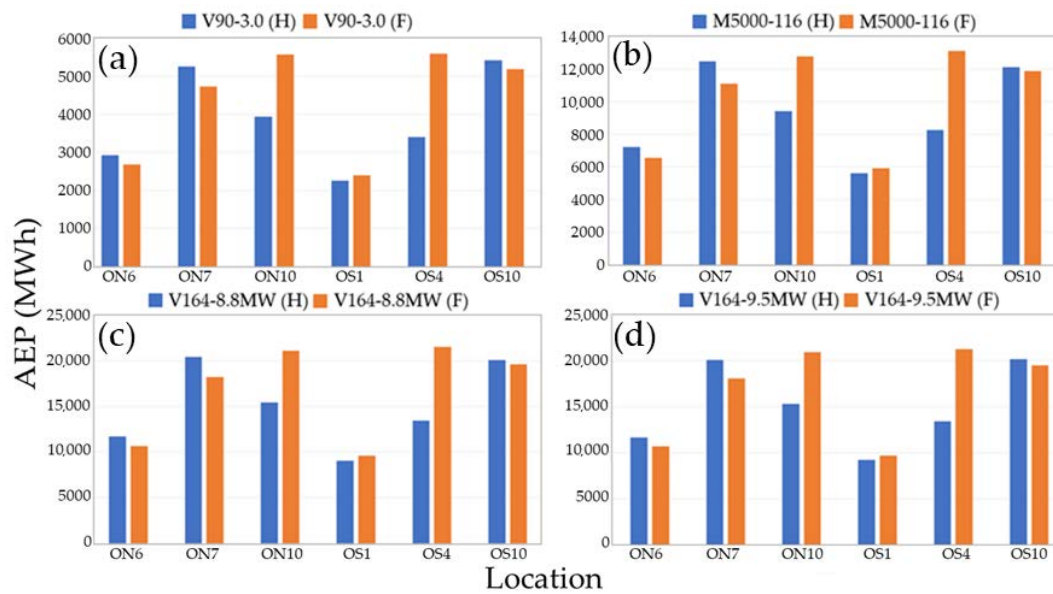 V90-3.0 (H) V90-3.0 (F)
M5000-116 (H) M5000-116 (F)
(a)
6000
5000
4000
3000
2000
1000
0
ON6 ON7 ON10 OS1 OS4 OS10
(b)
14,000
12,000
10,000
8000
6000
4000
2000
0
ON6 ON7 ON10 OS1 OS4 OS10
AEP (MWh)
V164-8.8MW (H) V164-8.8MW (F)
V164-9.5MW (H) V164-9.5MW (F)
(c)
25,000
20,000
15,000
10,000
5000
0
ON6 ON7 ON10 OS1 OS4 OS10
(d)
25,000
20,000
15,000
10,000
5000
0
ON6 ON7 ON10 OS1 OS4 OS10
Location